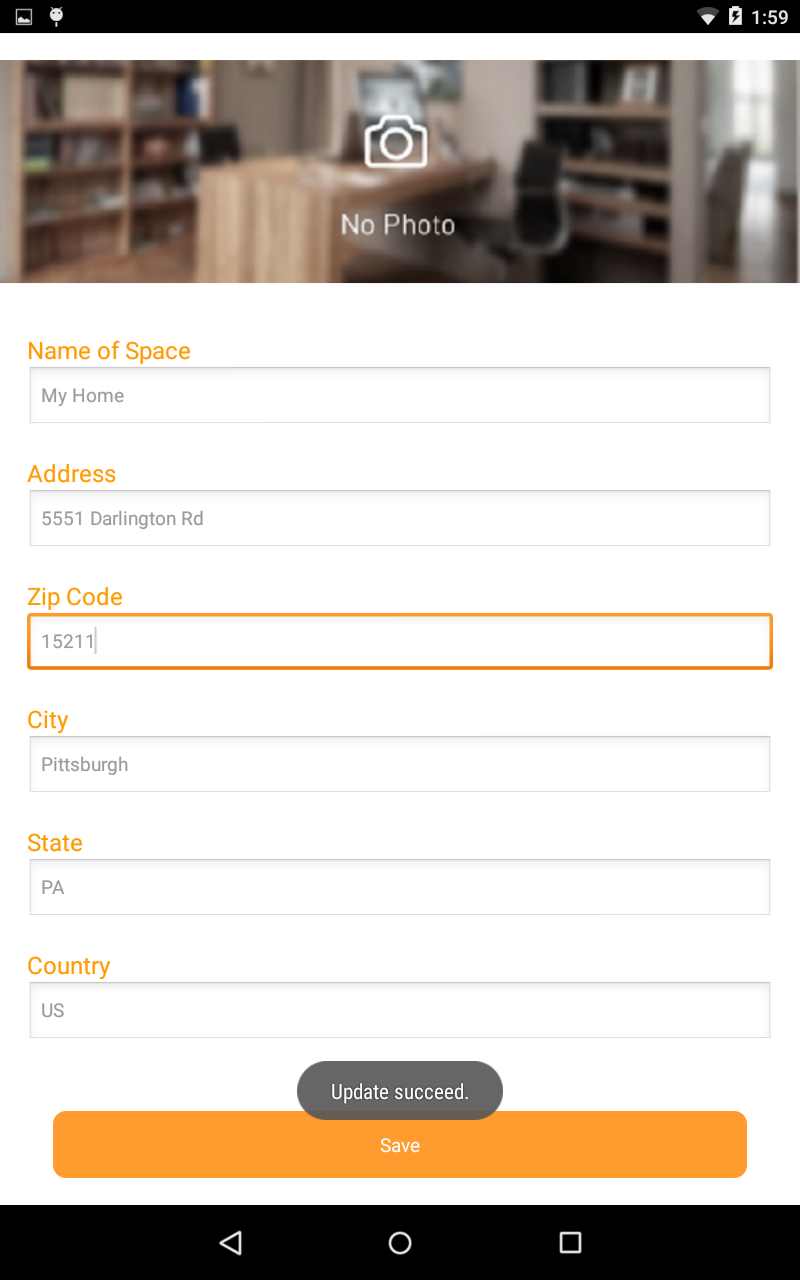 1:59
No Photo
Name of Space
My Home
Address
5551 Darlington Rd
Zip Code
15211
City
Pittsburgh
State
PA
Country
US
Update succeed.
Save